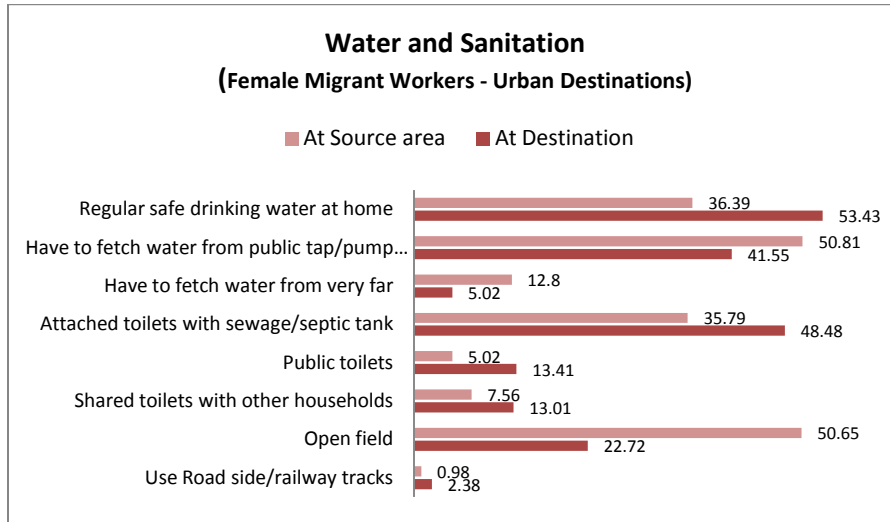 Water and Sanitation
(Female Migrant Workers - Urban Destinations)
At Source area At Destination
Regular safe drinking water at home 36.39
53.43
Have to fetch water from public tap/pump... 50.81
41.55
Have to fetch water from very far 12.8
5.02
Attached toilets with sewage/septic tank 35.79
48.48
Public toilets 5.02
13.41
Shared toilets with other households 7.56
13.01
Open field 50.65
22.72
Use Road side/railway tracks 0.98
2.38